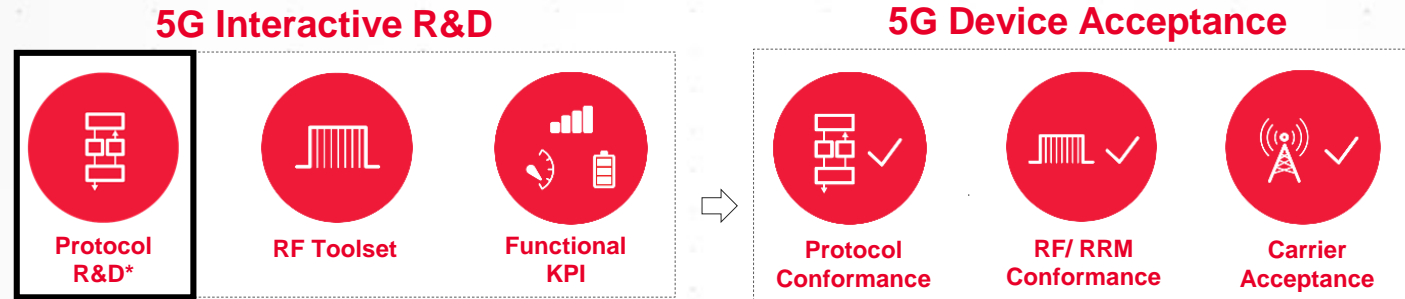 5G Interactive R&D
5G Device Acceptance
Protocol
R&D*
RF Toolset
Functional
KPI
Protocol
Conformance
RF/ RRM
Conformance
Carrier
Acceptance